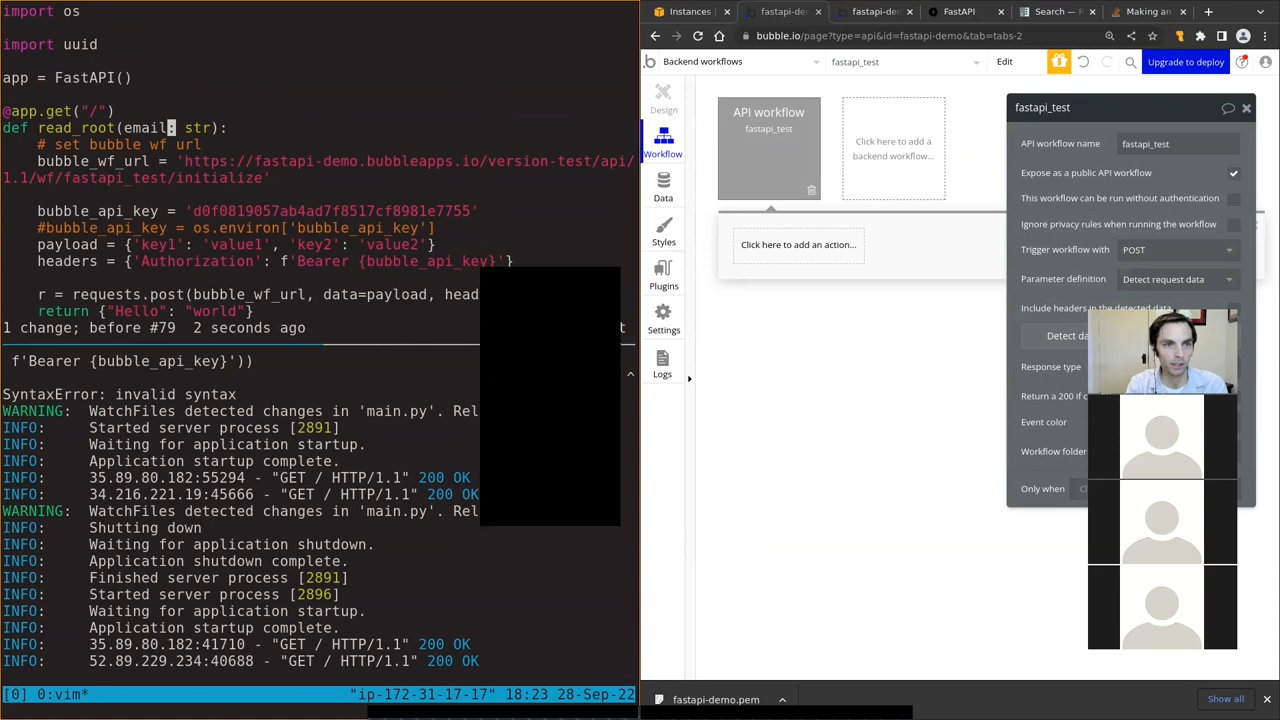 import os
import uuid
app = FastAPI()
@app.get("/")
def read_root(email: str):
# set bubble wf url
bubble_wf_url = 'https://fastapi-demo.bubbleapps.io/version-test/api/
1.1/wf/fastapi_test/initialize'
bubble_api_key = 'd0f0819057ab4ad7f8517cf8981e7755'
#bubble_api_key = os.environ['bubble_api_key']
payload = {'key1': 'value1', 'key2': 'value2'}
headers = {'Authorization': f'Bearer {bubble_api_key}'}
r = requests.post(bubble_wf_url, data=payload, head
return {"Hello": "world"}
1 change; before #79 2 seconds ago t
f'Bearer {bubble_api_key}'))
SyntaxError: invalid syntax
WARNING: WatchFiles detected changes in 'main.py'. Rel
INFO: Started server process [2891]
INFO: Waiting for application startup.
INFO: Application startup complete.
INFO: 35.89.80.182:55294 - "GET / HTTP/1.1" 200 OK
INFO: 34.216.221.19:45666 - "GET / HTTP/1.1" 200 OK
WARNING: WatchFiles detected changes in 'main.py'. Rel
INFO: Shutting down
INFO: Waiting for application shutdown.
INFO: Application shutdown complete.
INFO: Finished server process [2891]
INFO: Started server process [2896]
INFO: Waiting for application startup.
INFO: Application startup complete.
INFO: 35.89.80.182:41710 - "GET / HTTP/1.1" 200 OK
INFO: 52.89.229.234:40688 - "GET / HTTP/1.1" 200 OK
[0] 0:vim* "ip-172-31-17-17" 18:23 28-Sep-22
Instances | fastapi-dem fastapi-dem FastAPI Search — R Making an
bubble.io/page?type=api&id=fastapi-demo&tab=tabs-2
Backend workflows fastapi_test Edit Upgrade to deploy
Design
Workflow
Data
Styles
Plugins
Settings
Logs
API workflow
fastapi_test
Click here to add a
backend workflow...
Click here to add an action...
fastapi_test
API workflow name fastapi_test
Expose as a public API workflow
This workflow can be run without authentication
Ignore privacy rules when running the workflow
Trigger workflow with POST
Parameter definition Detect request data
Include headers in the detected data
Detect da
Response type
Return a 200 if c
Event color
Workflow folder
Only when Cl
fastapi-demo.pem Show all